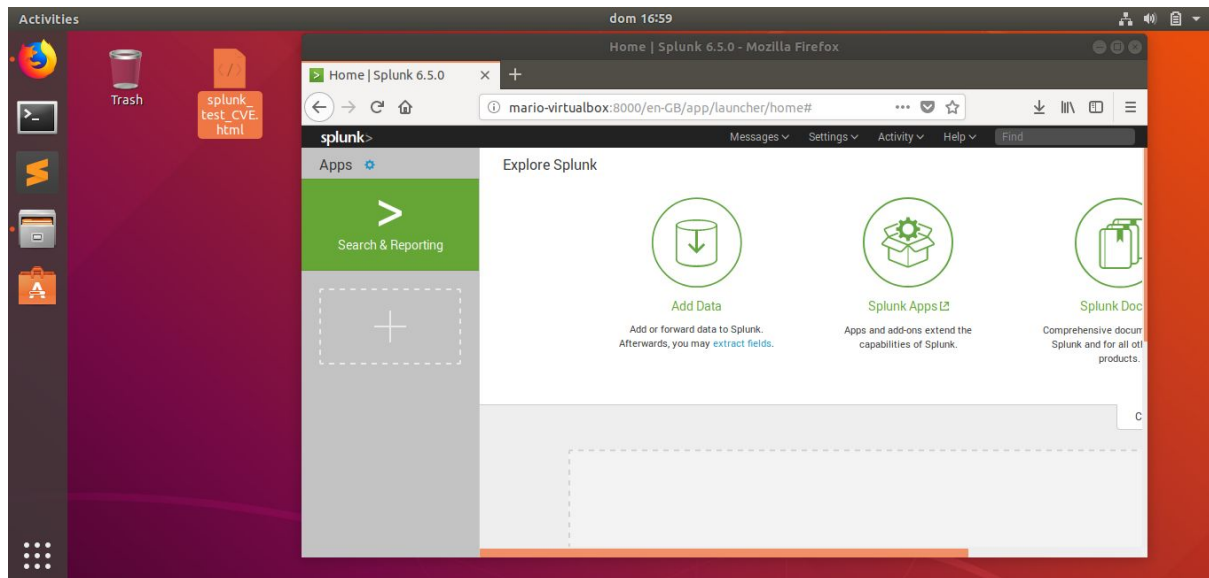 Activities
dom 16:59
Trash
splunk_
test_CVE.
html
Home | Splunk 6.5.0 - Mozilla Firefox
Home | Splunk 6.5.0
mario-virtualbox:8000/en-GB/app/launcher/home#
splunk>
Messages
Settings
Activity
Help
Find
Apps
Explore Splunk
Search & Reporting
Add Data
Add or forward data to Splunk.
Afterwards, you may extract fields.
Splunk Apps
Apps and add-ons extend the
capabilities of Splunk.
Splunk Doc
Comprehensive docum
Splunk and for all otl
products.
C